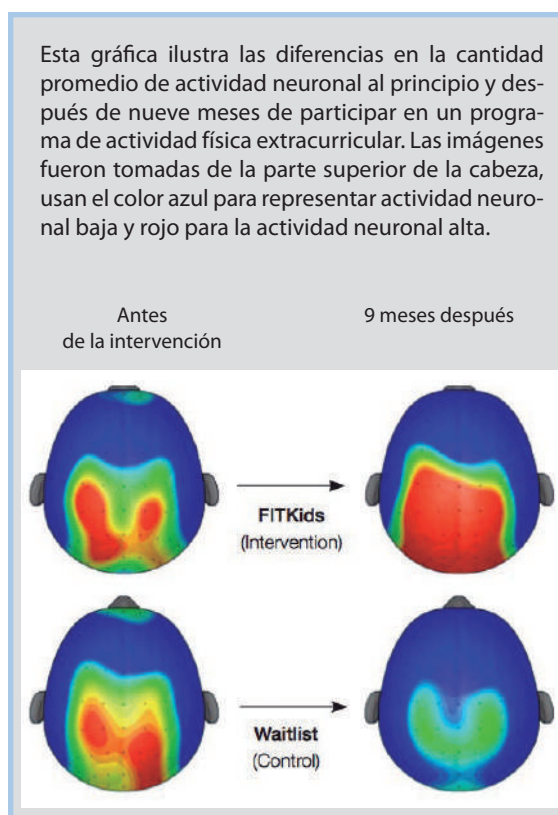 Esta gráfica ilustra las diferencias en la cantidad
promedio de actividad neuronal al principio y des-
pués de nueve meses de participar en un progra-
ma de actividad física extracurricular. Las imágenes
fueron tomadas de la parte superior de la cabeza,
usan el color azul para representar actividad neuro-
nal baja y rojo para la actividad neuronal alta.
Antes
de la intervención
9 meses después
FITKids
(Intervention)
Waitlist
(Control)